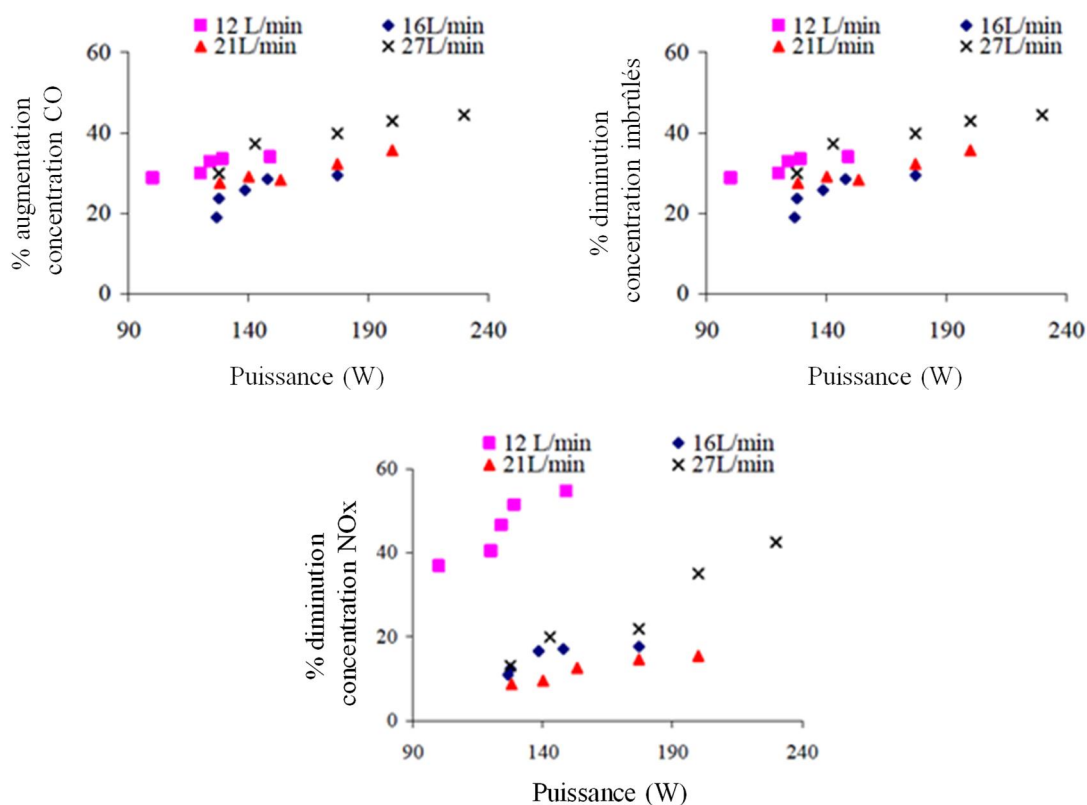 12 L/min 16L/min
21L/min 27L/min
60
40
20
0
90 140 190 240
% augmentation
concentration CO
Puissance (W)
12 L/min 16L/min
21L/min 27L/min
60
40
20
0
90 140 190 240
% diminution
concentration imbrûlés
Puissance (W)
12 L/min 16L/min
21L/min 27L/min
60
40
20
0
90 140 190 240
% diminution
concentration NOx
Puissance (W)